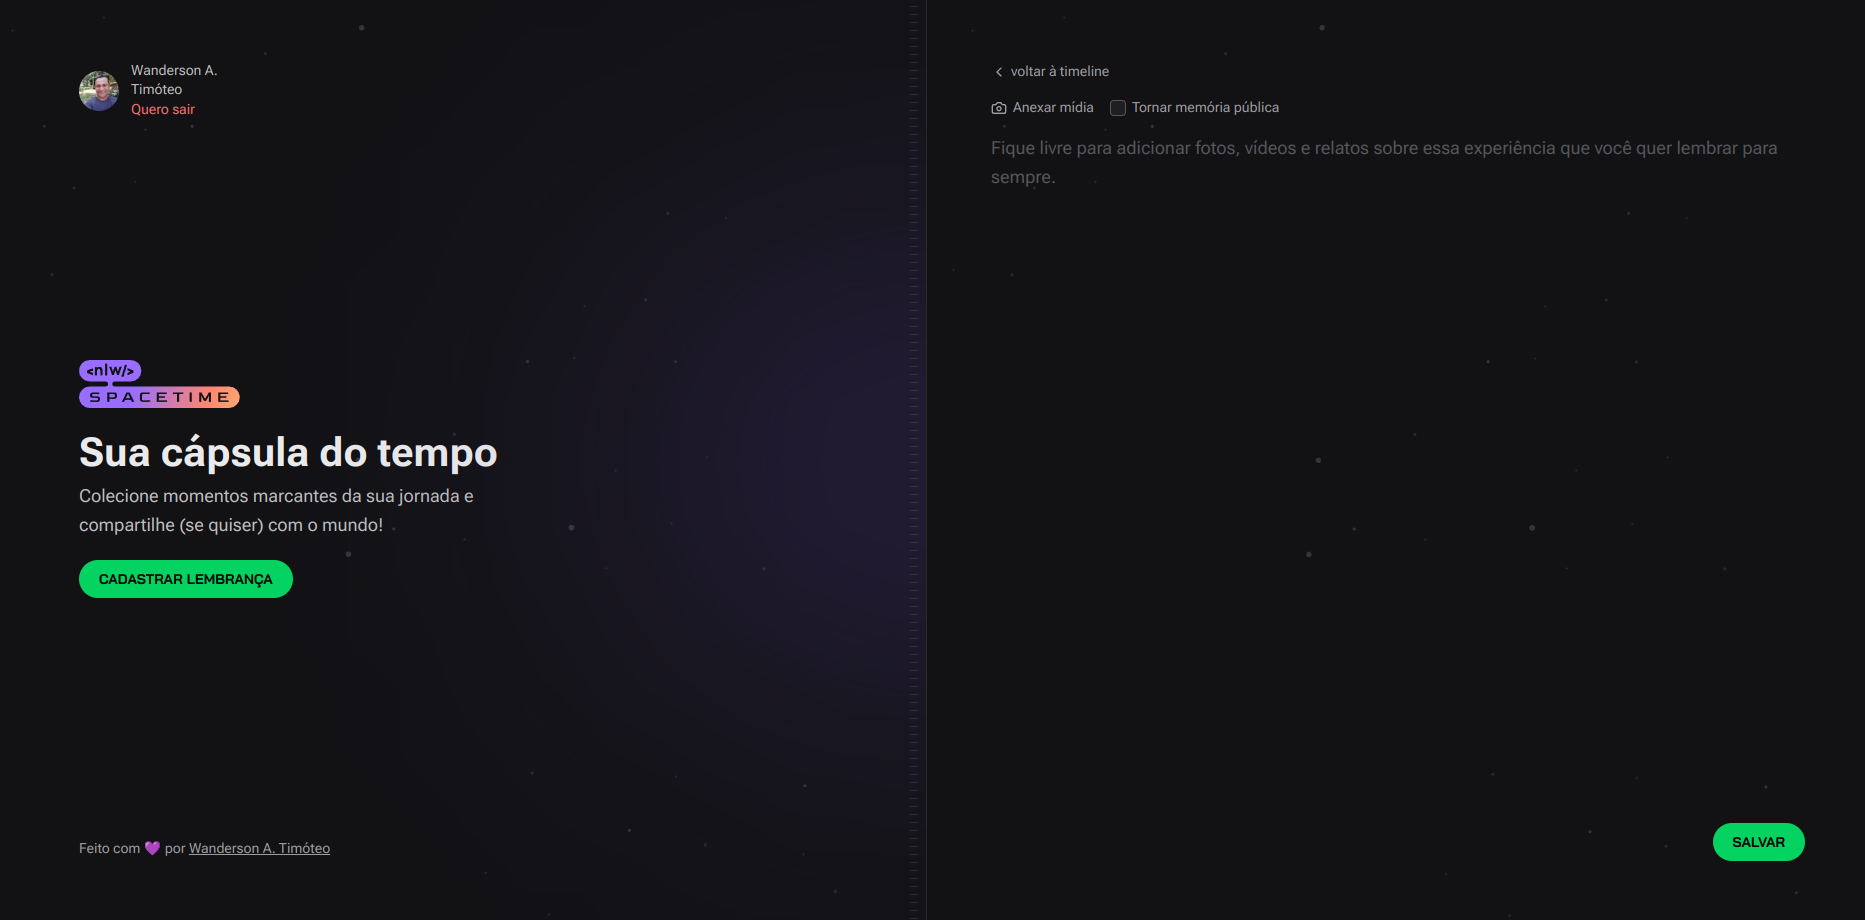 Wanderson A.
Timóteo
Quero sair
<nlw/>
SPACETIME
Sua cápsula do tempo
Colecione momentos marcantes da sua jornada e
compartilhe (se quiser) com o mundo!
CADASTRAR LEMBRANÇA
Feito com 💜 por Wanderson A. Timóteo
voltar à timeline
Anexar mídia Tornar memória pública
Fique livre para adicionar fotos, vídeos e relatos sobre essa experiência que você quer lembrar para
sempre.
SALVAR